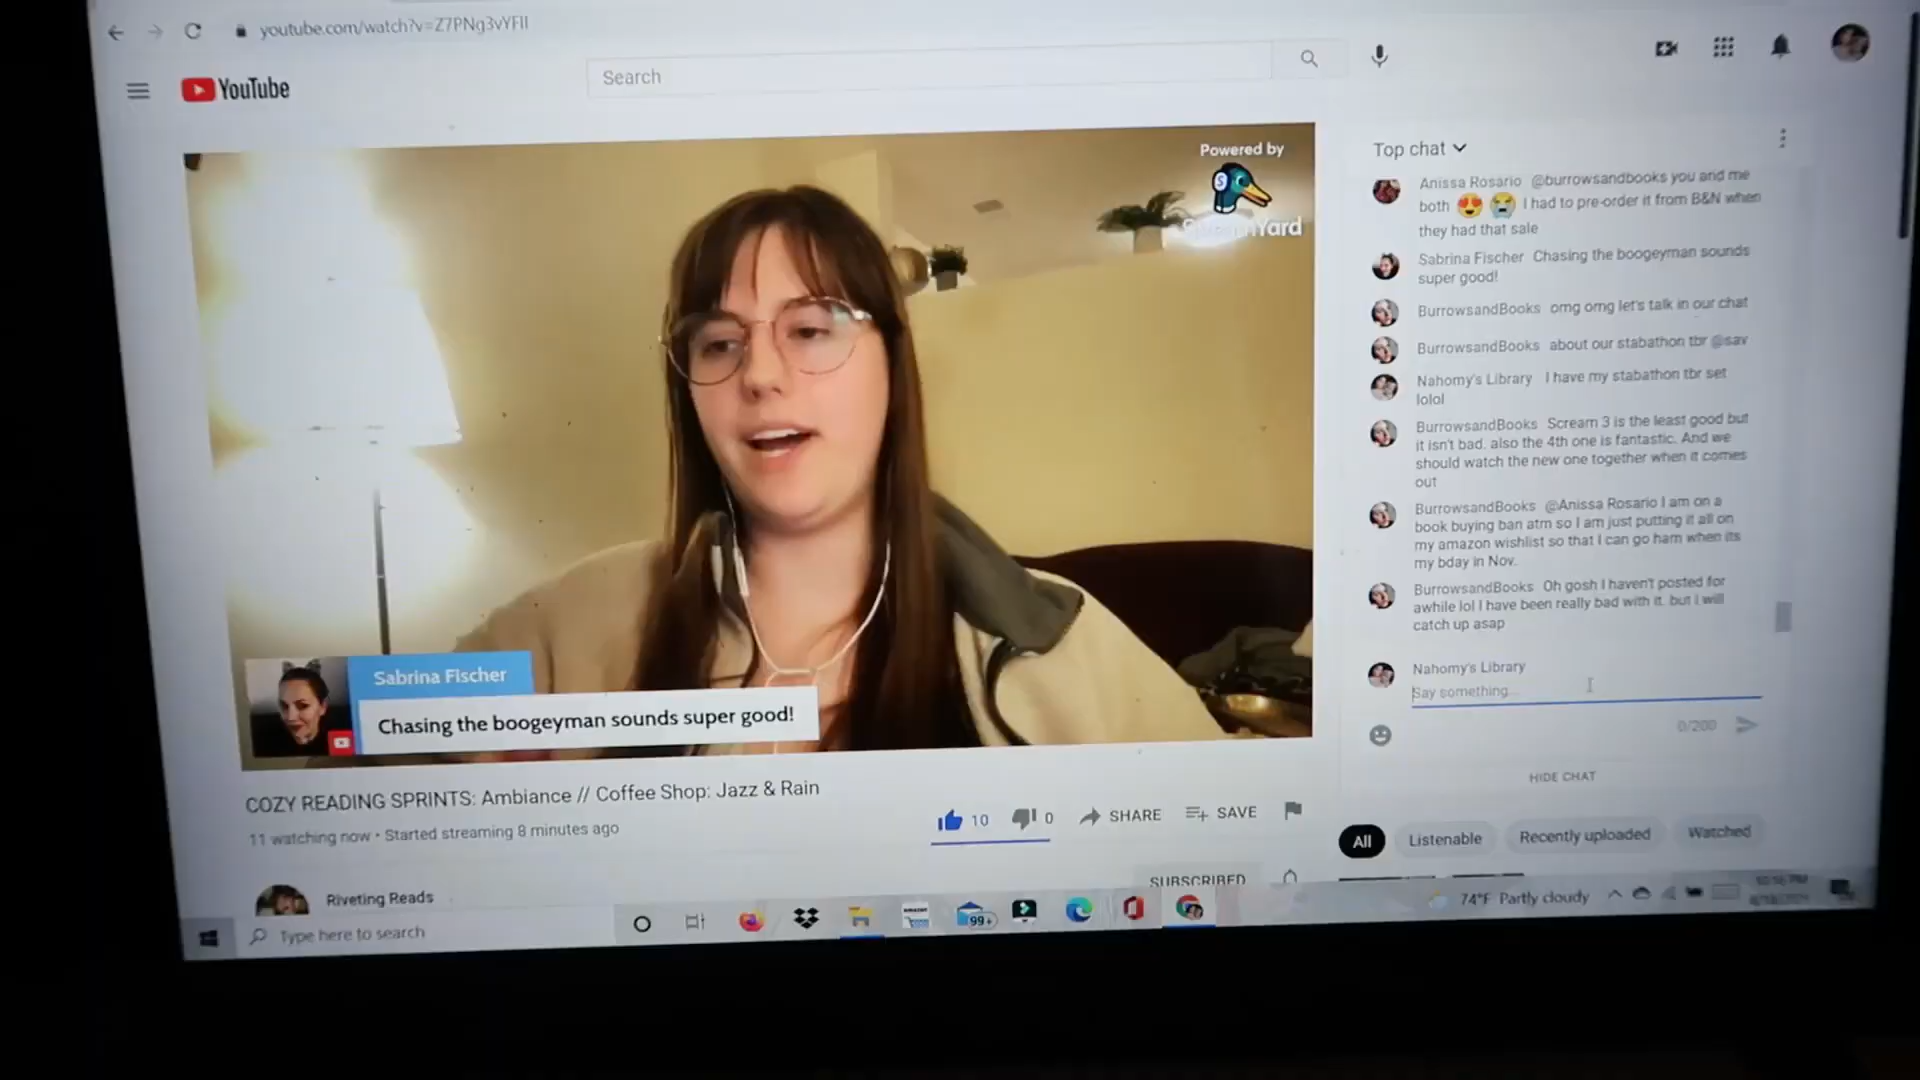 youtube.com/watch?v=Z7PNg3vYFII
YouTube
Search
Powered by
Yard
Sabrina Fischer
Chasing the boogeyman sounds super good!
COZY READING SPRINTS: Ambiance // Coffee Shop: Jazz & Rain
11 watching now • Started streaming 8 minutes ago
10
0
SHARE
SAVE
Riveting Reads
SUBSCRIBED
Top chat
Anissa Rosario @burrowsandbooks you and me
both 😍 😭 I had to pre-order it from B&N when
they had that sale
Sabrina Fischer Chasing the boogeyman sounds
super good!
BurrowsandBooks omg omg let's talk in our chat
BurrowsandBooks about our stabathon tbr @sav
Nahomy's Library I have my stabathon tbr set
lolol
BurrowsandBooks Scream 3 is the least good but
it isn't bad. also the 4th one is fantastic. And we
should watch the new one together when it comes
out
BurrowsandBooks @Anissa Rosario I am on a
book buying ban atm so I am just putting it all on
my amazon wishlist so that I can go ham when its
my bday in Nov.
BurrowsandBooks Oh gosh I haven't posted for
awhile lol I have been really bad with it. but I will
catch up asap
Nahomy's Library
Say something...
0/200
HIDE CHAT
All
Listenable
Recently uploaded
Watched
Type here to search
99+
74°F Partly cloudy